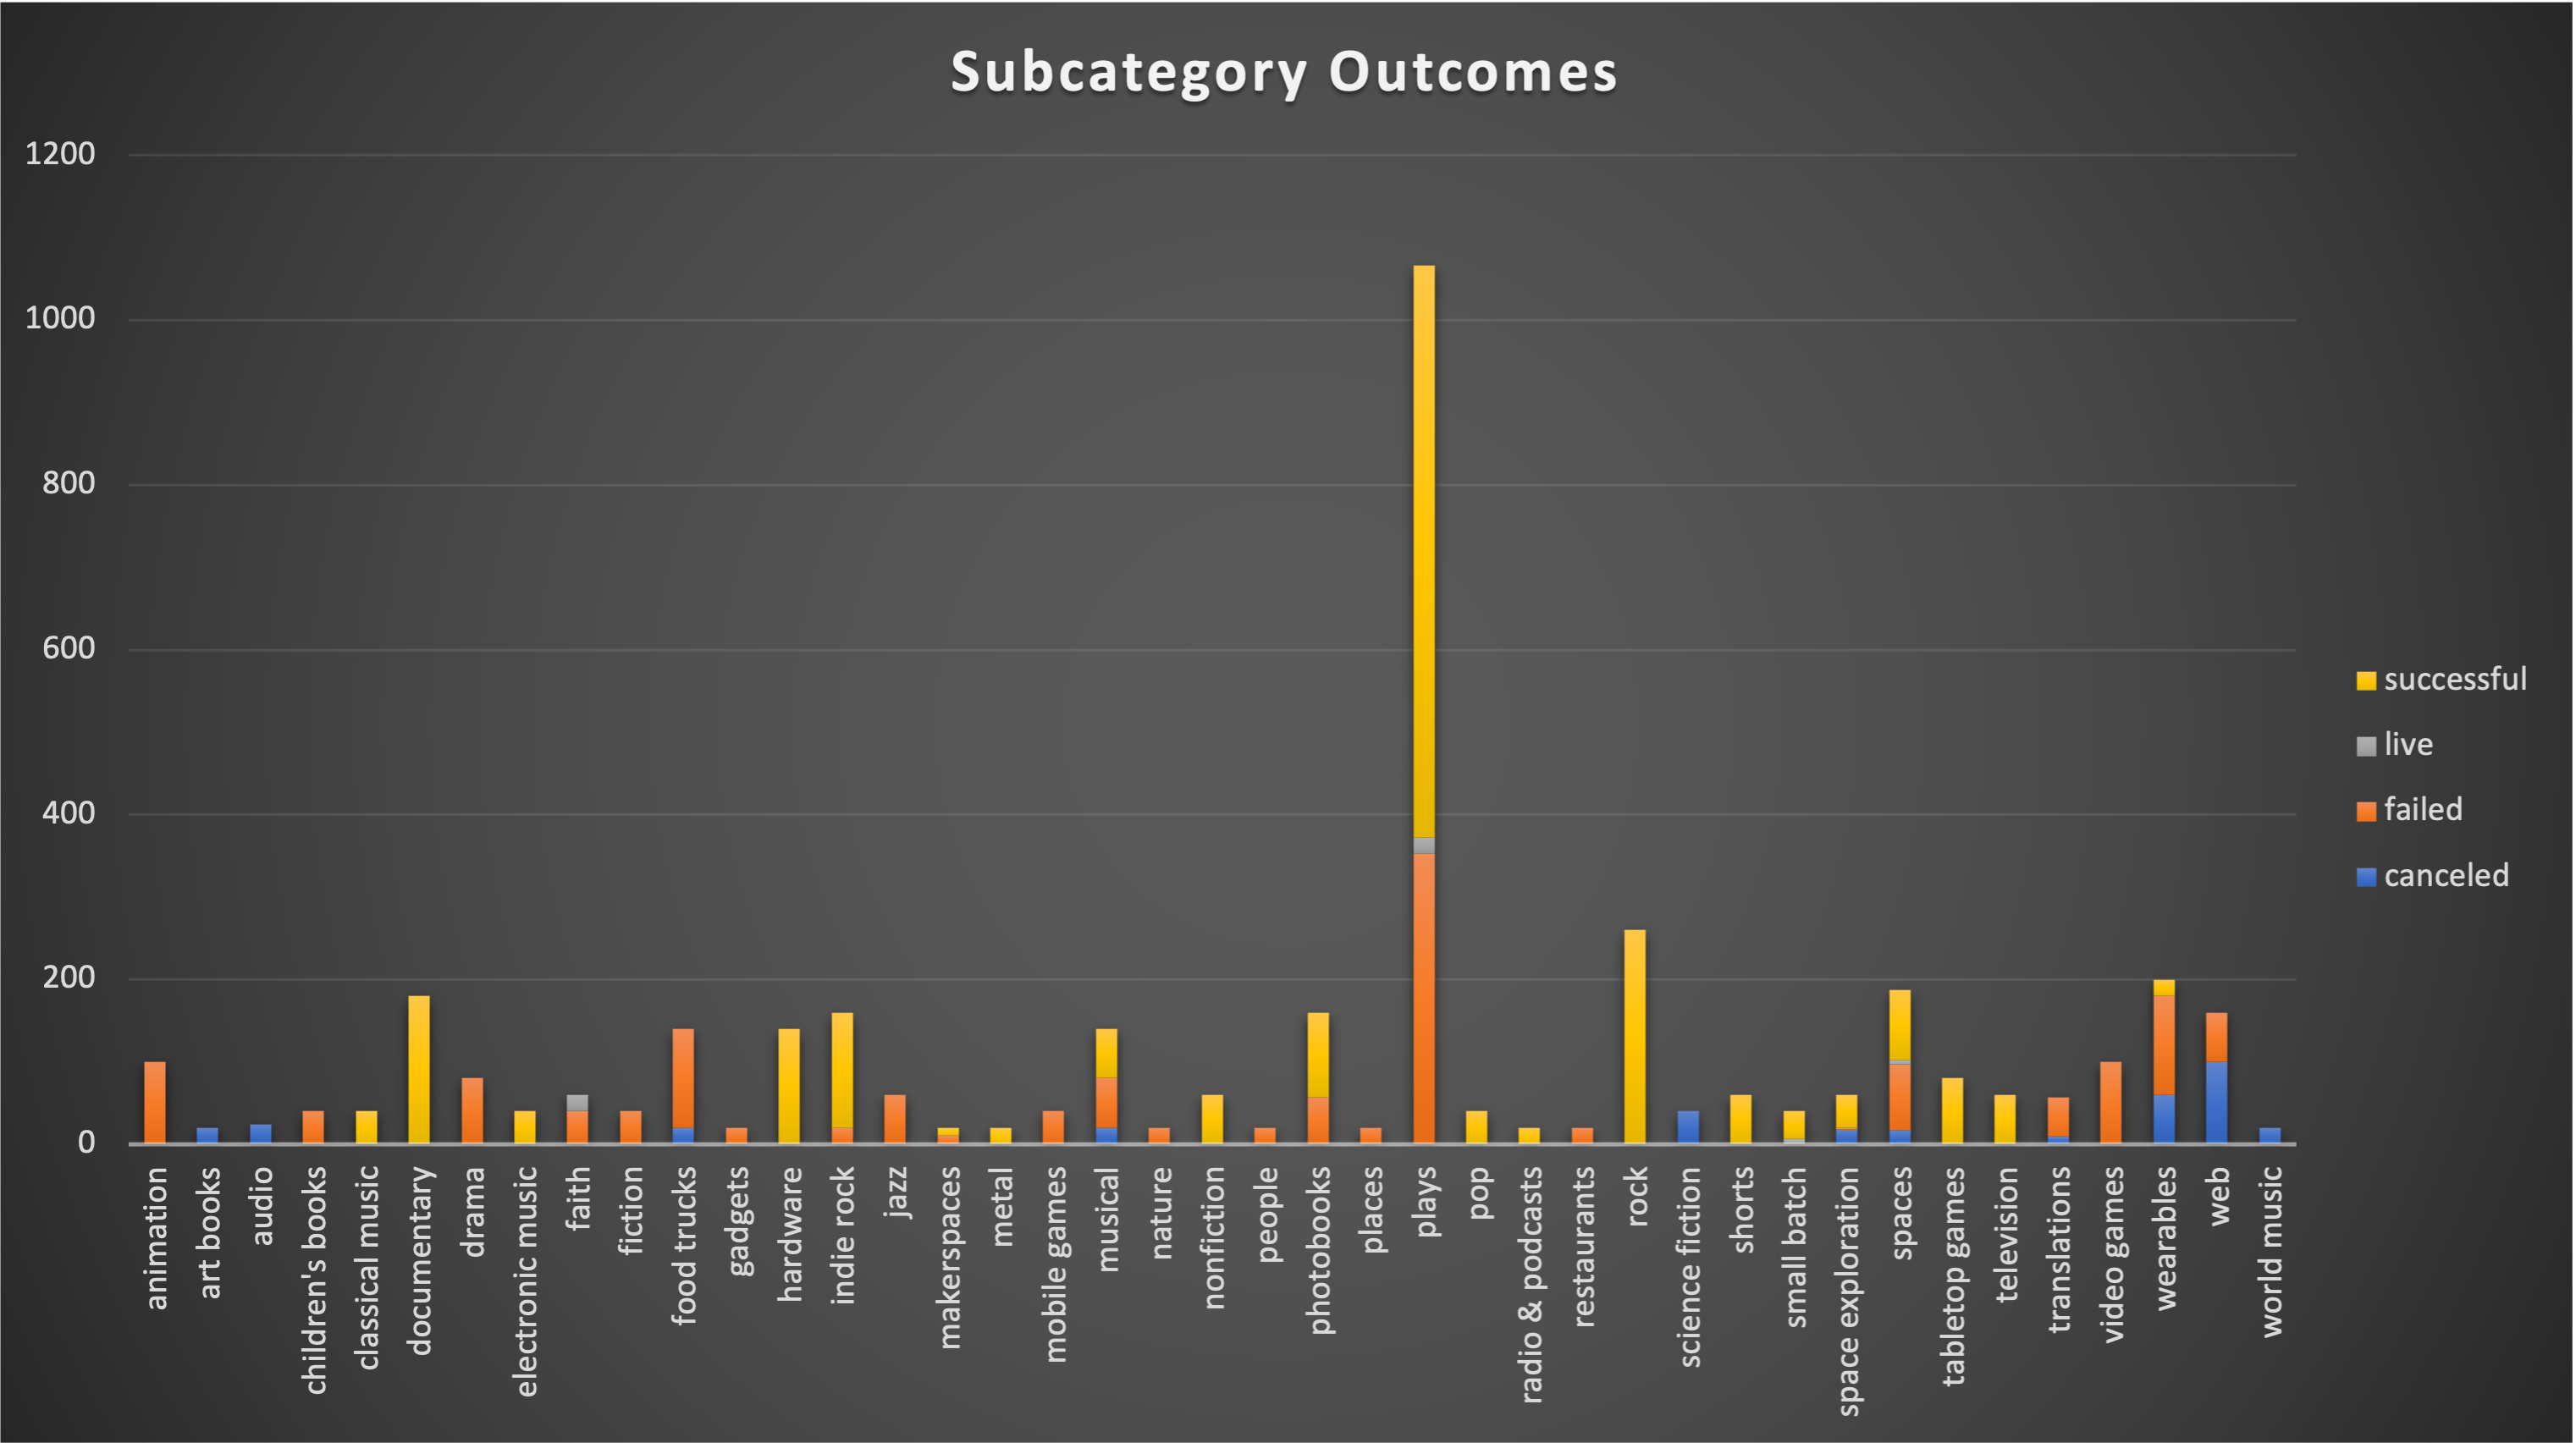 Subcategory Outcomes
1200
1000
800
600
400
200
0
successful
live
failed
canceled
animation
art books
audio
children's books
classical music
documentary
drama
electronic music
faith
fiction
food trucks
gadgets
hardware
indie rock
jazz
makerspaces
metal
mobile games
musical
nature
nonfiction
people
photobooks
places
plays
pop
radio & podcasts
restaurants
rock
science fiction
shorts
small batch
space exploration
spaces
tabletop games
television
translations
video games
wearables
web
world music